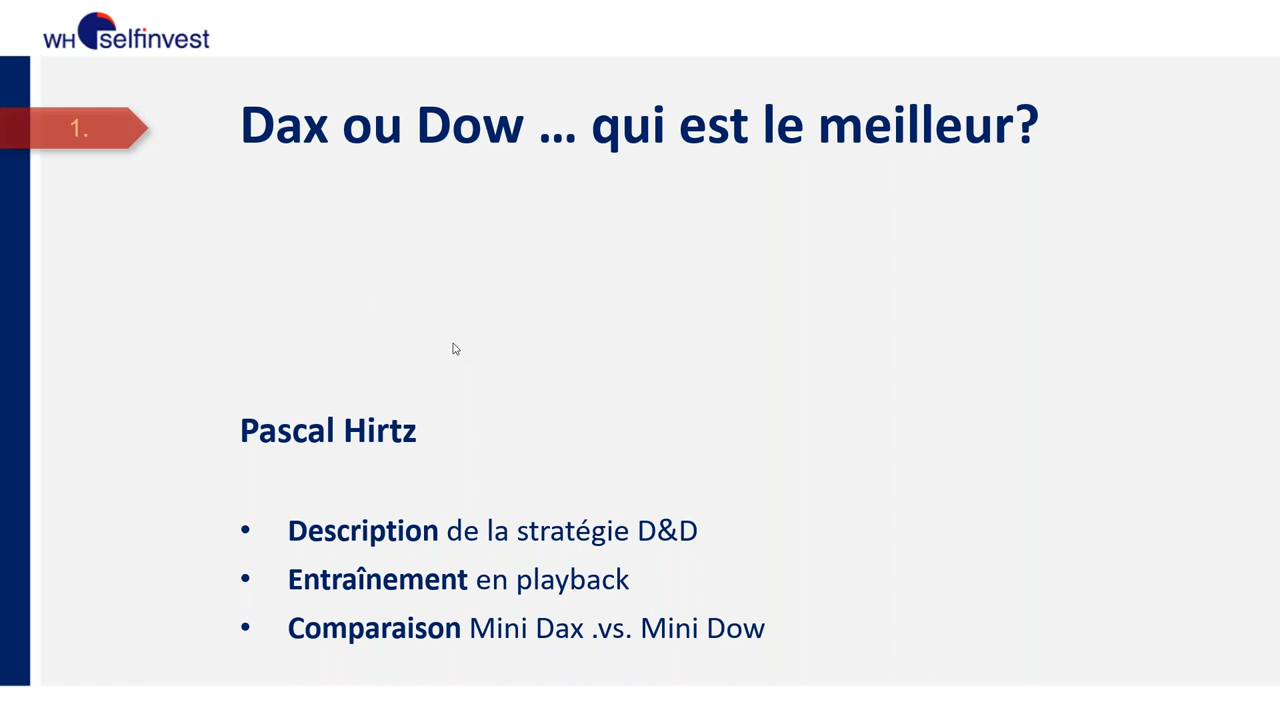 WH selfinvest
1.
Dax ou Dow ... qui est le meilleur?
Pascal Hirtz
• Description de la stratégie D&D
• Entraînement en playback
• Comparaison Mini Dax .vs. Mini Dow